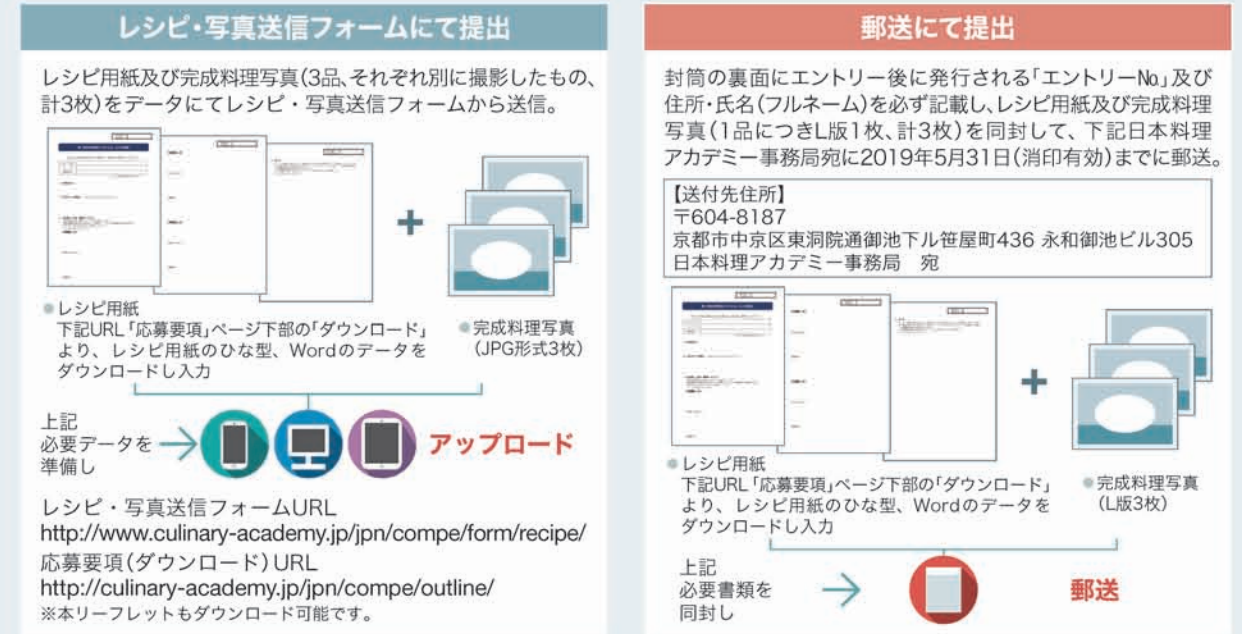 レシピ・写真送信フォームにて提出
レシピ用紙及び完成料理写真(3品、それぞれ別に撮影したもの、
計3枚)をデータにてレシピ・写真送信フォームから送信。
+
●レシピ用紙
下記URL「応募要項」ページ下部の「ダウンロード」
より、レシピ用紙のひな型、Wordのデータを
ダウンロードし入力
●完成料理写真
(JPG形式3枚)
上記
必要データを
準備し
アップロード
レシピ・写真送信フォームURL
http://www.culinary-academy.jp/jpn/compe/form/recipe/
応募要項(ダウンロード)URL
http://culinary-academy.jp/jpn/compe/outline/
※本リーフレットもダウンロード可能です。
郵送にて提出
封筒の裏面にエントリー後に発行される「エントリー№」及び
住所・氏名(フルネーム)を必ず記載し、レシピ用紙及び完成料理
写真(1品につきL版1枚、計3枚)を同封して、下記日本料理
アカデミー事務局宛に2019年5月31日(消印有効)までに郵送。
【送付先住所】
〒604-8187
京都市中京区東洞院通御池下ル笹屋町436 永和御池ビル305
日本料理アカデミー事務局 宛
+
●レシピ用紙
下記URL「応募要項」ページ下部の「ダウンロード」
より、レシピ用紙のひな型、Wordのデータを
ダウンロードし入力
●完成料理写真
(L版3枚)
上記
必要書類を
同封し
郵送